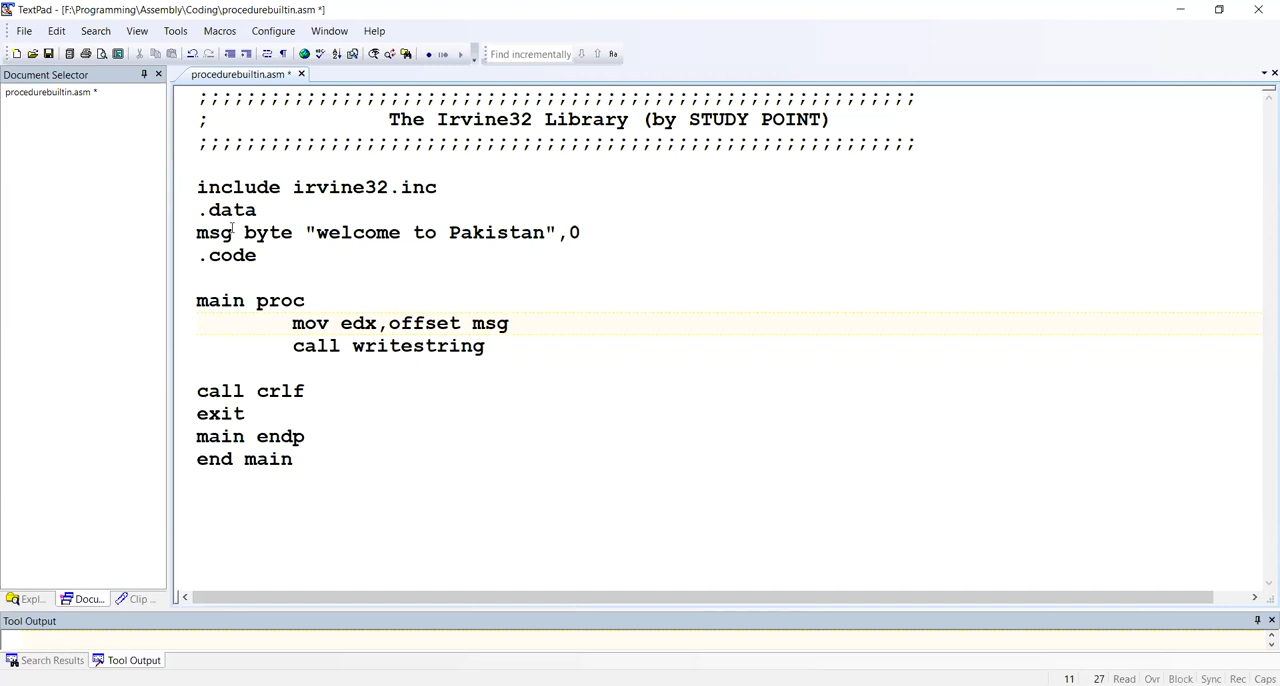 TextPad - [F:\Programming\Assembly\Coding\procedurebuiltin.asm *]
File Edit Search View Tools Macros Configure Window Help
Find incrementally
Document Selector
procedurebuiltin.asm *
procedurebuiltin.asm *
;;;;;;;;;;;;;;;;;;;;;;;;;;;;;;;;;;;;;;;;;;;;;;;;;;;;;;;;;;;;
; The Irvine32 Library (by STUDY POINT)
;;;;;;;;;;;;;;;;;;;;;;;;;;;;;;;;;;;;;;;;;;;;;;;;;;;;;;;;;;;;
include irvine32.inc
.data
msg byte "welcome to Pakistan",0
.code
main proc
mov edx,offset msg
call writestring
call crlf
exit
main endp
end main
Expl... Docu... Clip ...
Tool Output
Search Results Tool Output
11 27 Read Ovr Block Sync Rec Caps